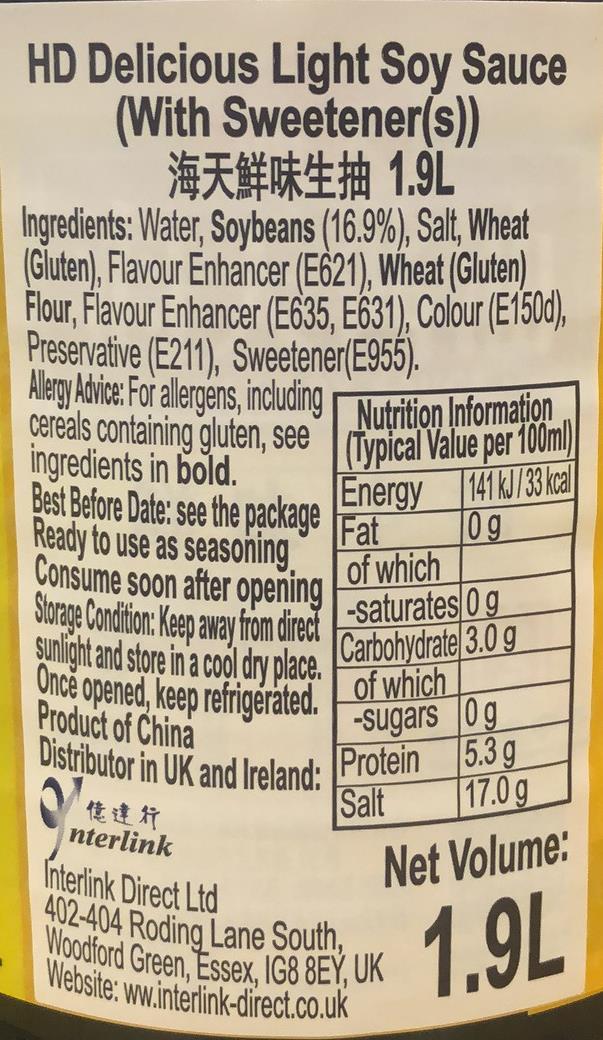 HD Delicious Light Soy Sauce
(With Sweetener(s))
海天鮮味生抽 1.9L
Ingredients: Water, Soybeans (16.9%), Salt, Wheat
(Gluten), Flavour Enhancer (E621), Wheat (Gluten)
Flour, Flavour Enhancer (E635, E631), Colour (E150d),
Preservative (E211), Sweetener(E955).
Allergy Advice: For allergens, including
cereals containing gluten, see
ingredients in bold.
Best Before Date: see the package
Ready to use as seasoning
Consume soon after opening
Storage Condition: Keep away from direct
sunlight and store in a cool dry place.
Once opened, keep refrigerated.
Product of China
Distributor in UK and Ireland:
億達行
Ynterlink
Interlink Direct Ltd
402-404 Roding Lane South,
Woodford Green, Essex, IG8 8EY, UK
Website: ww.interlink-direct.co.uk
Nutrition Information
(Typical Value per 100ml)
Energy 141 kJ / 33 kcal
Fat 0 g
of which
-saturates 0 g
Carbohydrate 3.0 g
of which
-sugars 0 g
Protein 5.3 g
Salt 17.0 g
Net Volume:
1.9L